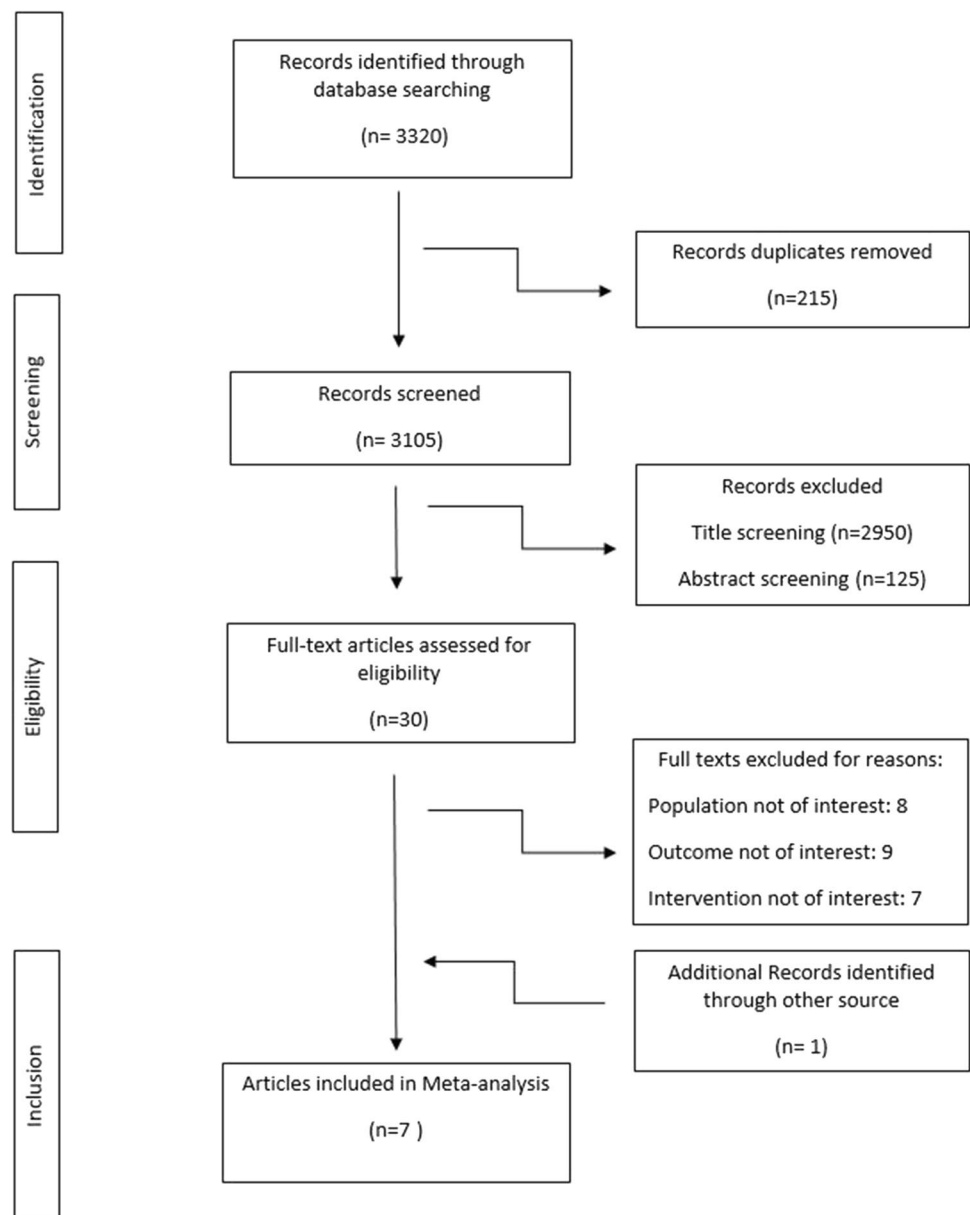 Identification
Records identified through
database searching
(n= 3320)
Records duplicates removed
(n=215)
Screening
Records screened
(n= 3105)
Records excluded
Title screening (n=2950)
Abstract screening (n=125)
Eligibility
Full-text articles assessed for
eligibility
(n=30)
Full texts excluded for reasons:
Population not of interest: 8
Outcome not of interest: 9
Intervention not of interest: 7
Additional Records identified
through other source
(n= 1)
Inclusion
Articles included in Meta-analysis
(n=7 )